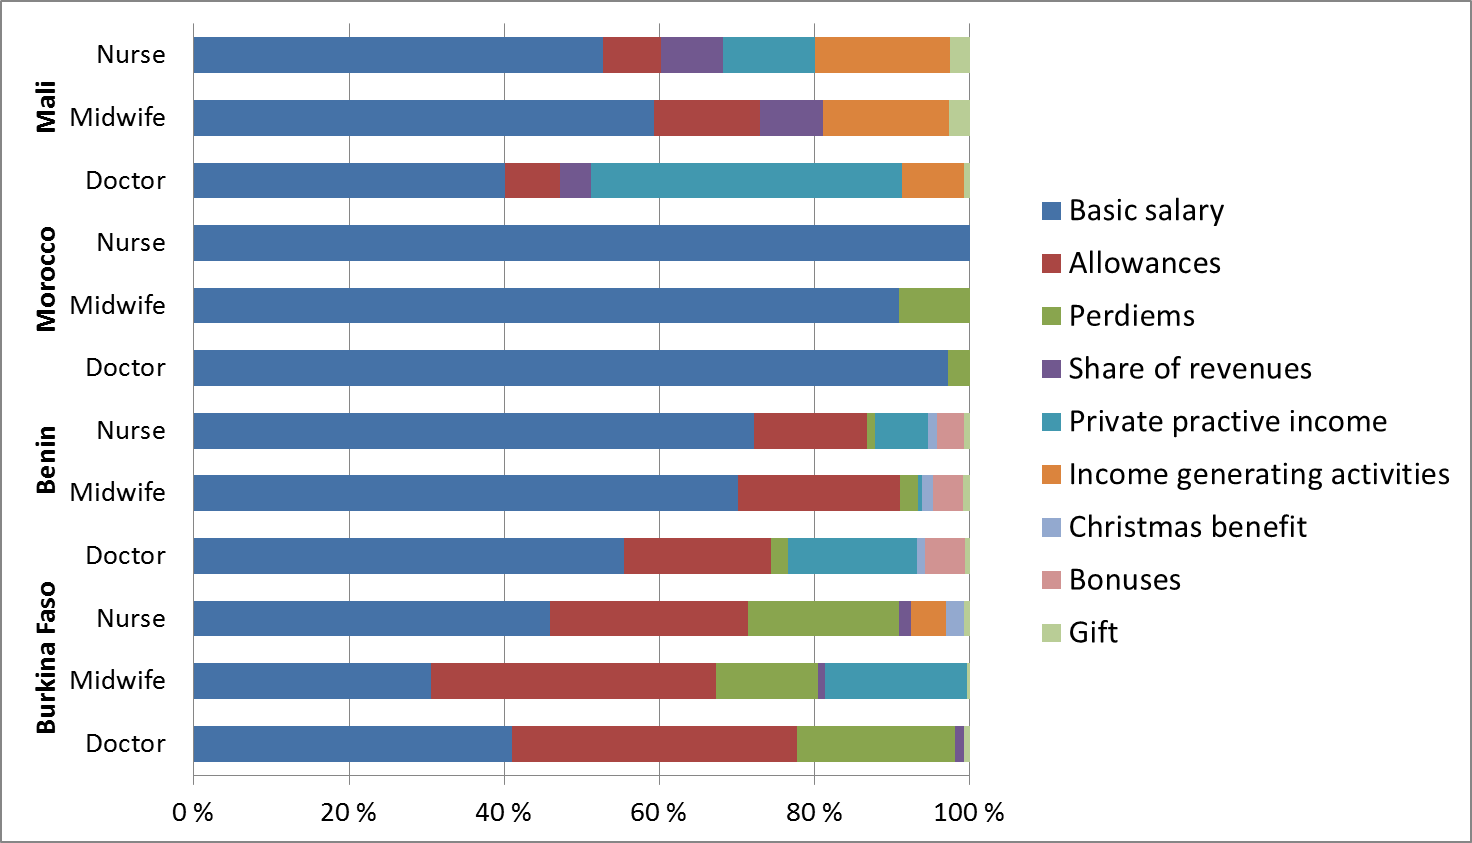 Mali
Nurse
Midwife
Doctor
Morocco
Nurse
Midwife
Doctor
Benin
Nurse
Midwife
Doctor
Burkina Faso
Nurse
Midwife
Doctor
0 % 20 % 40 % 60 % 80 % 100 %
Basic salary
Allowances
Perdiems
Share of revenues
Private practive income
Income generating activities
Christmas benefit
Bonuses
Gift